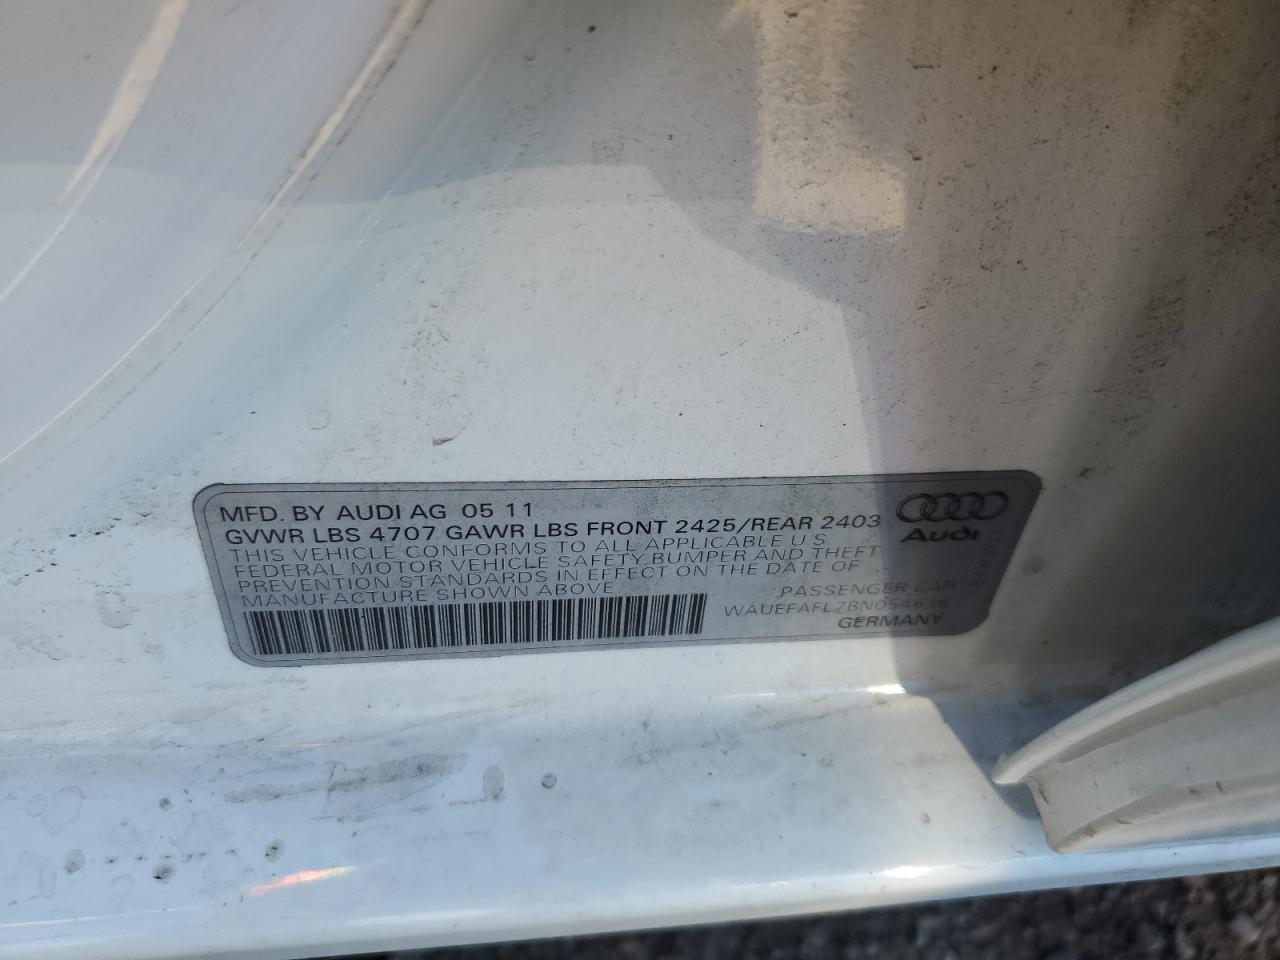 MFD. BY AUDI AG 05 11
GVWR LBS 4707 GAWR LBS FRONT 2425/REAR 2403
THIS VEHICLE CONFORMS TO ALL APPLICABLE U.S.
FEDERAL MOTOR VEHICLE SAFETY, BUMPER AND THEFT
PREVENTION STANDARDS IN EFFECT ON THE DATE OF
MANUFACTURE SHOWN ABOVE
Audi
PASSENGER CAR
WAUEFAFL7BN054636
GERMANY